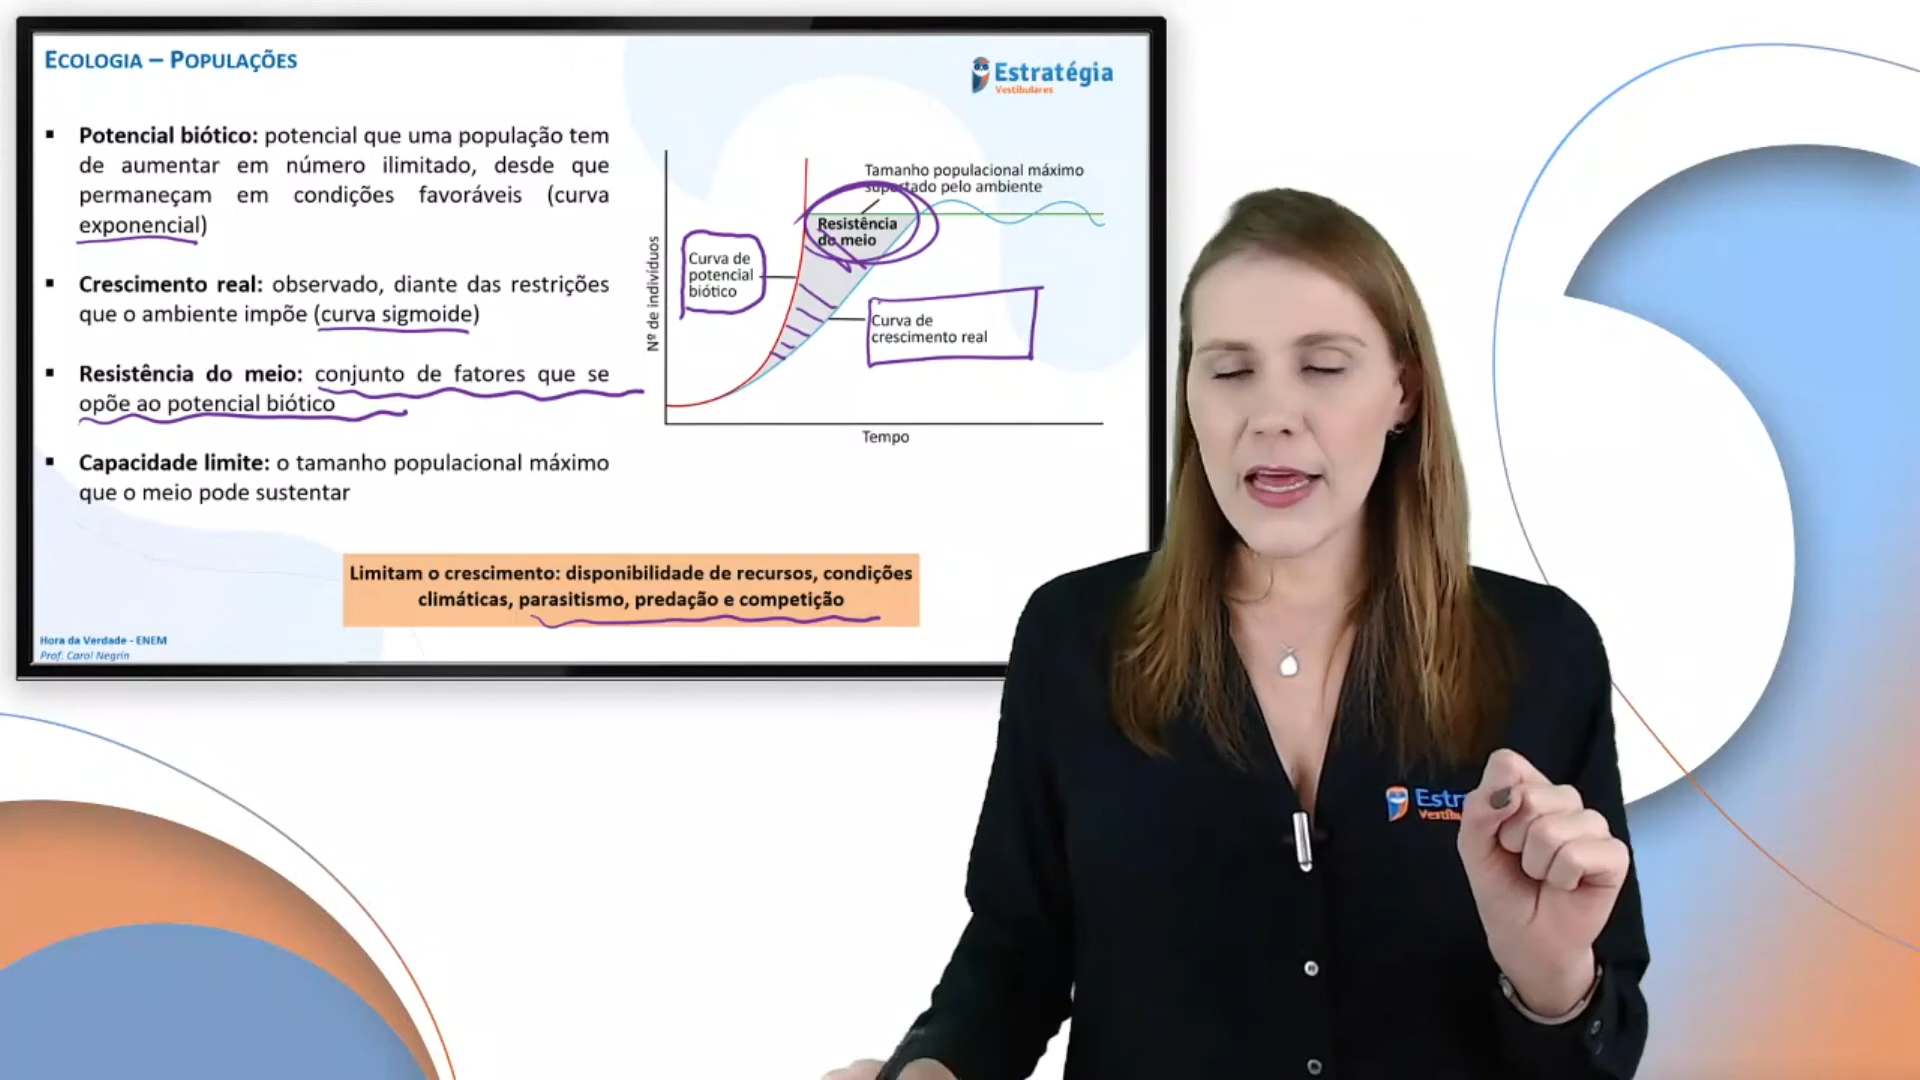 ECOLOGIA – POPULAÇÕES
Estratégia
Vestibulares
▪ Potencial biótico: potencial que uma população tem
de aumentar em número ilimitado, desde que
permaneçam em condições favoráveis (curva
exponencial)
▪ Crescimento real: observado, diante das restrições
que o ambiente impõe (curva sigmoide)
▪ Resistência do meio: conjunto de fatores que se
opõe ao potencial biótico
▪ Capacidade limite: o tamanho populacional máximo
que o meio pode sustentar
Nº de indivíduos
Tamanho populacional máximo
suportado pelo ambiente
Resistência
do meio
Curva de
potencial
biótico
Curva de
crescimento real
Tempo
Limitam o crescimento: disponibilidade de recursos, condições
climáticas, parasitismo, predação e competição
Hora da Verdade - ENEM
Prof. Carol Negrin
Estr
Vestibu